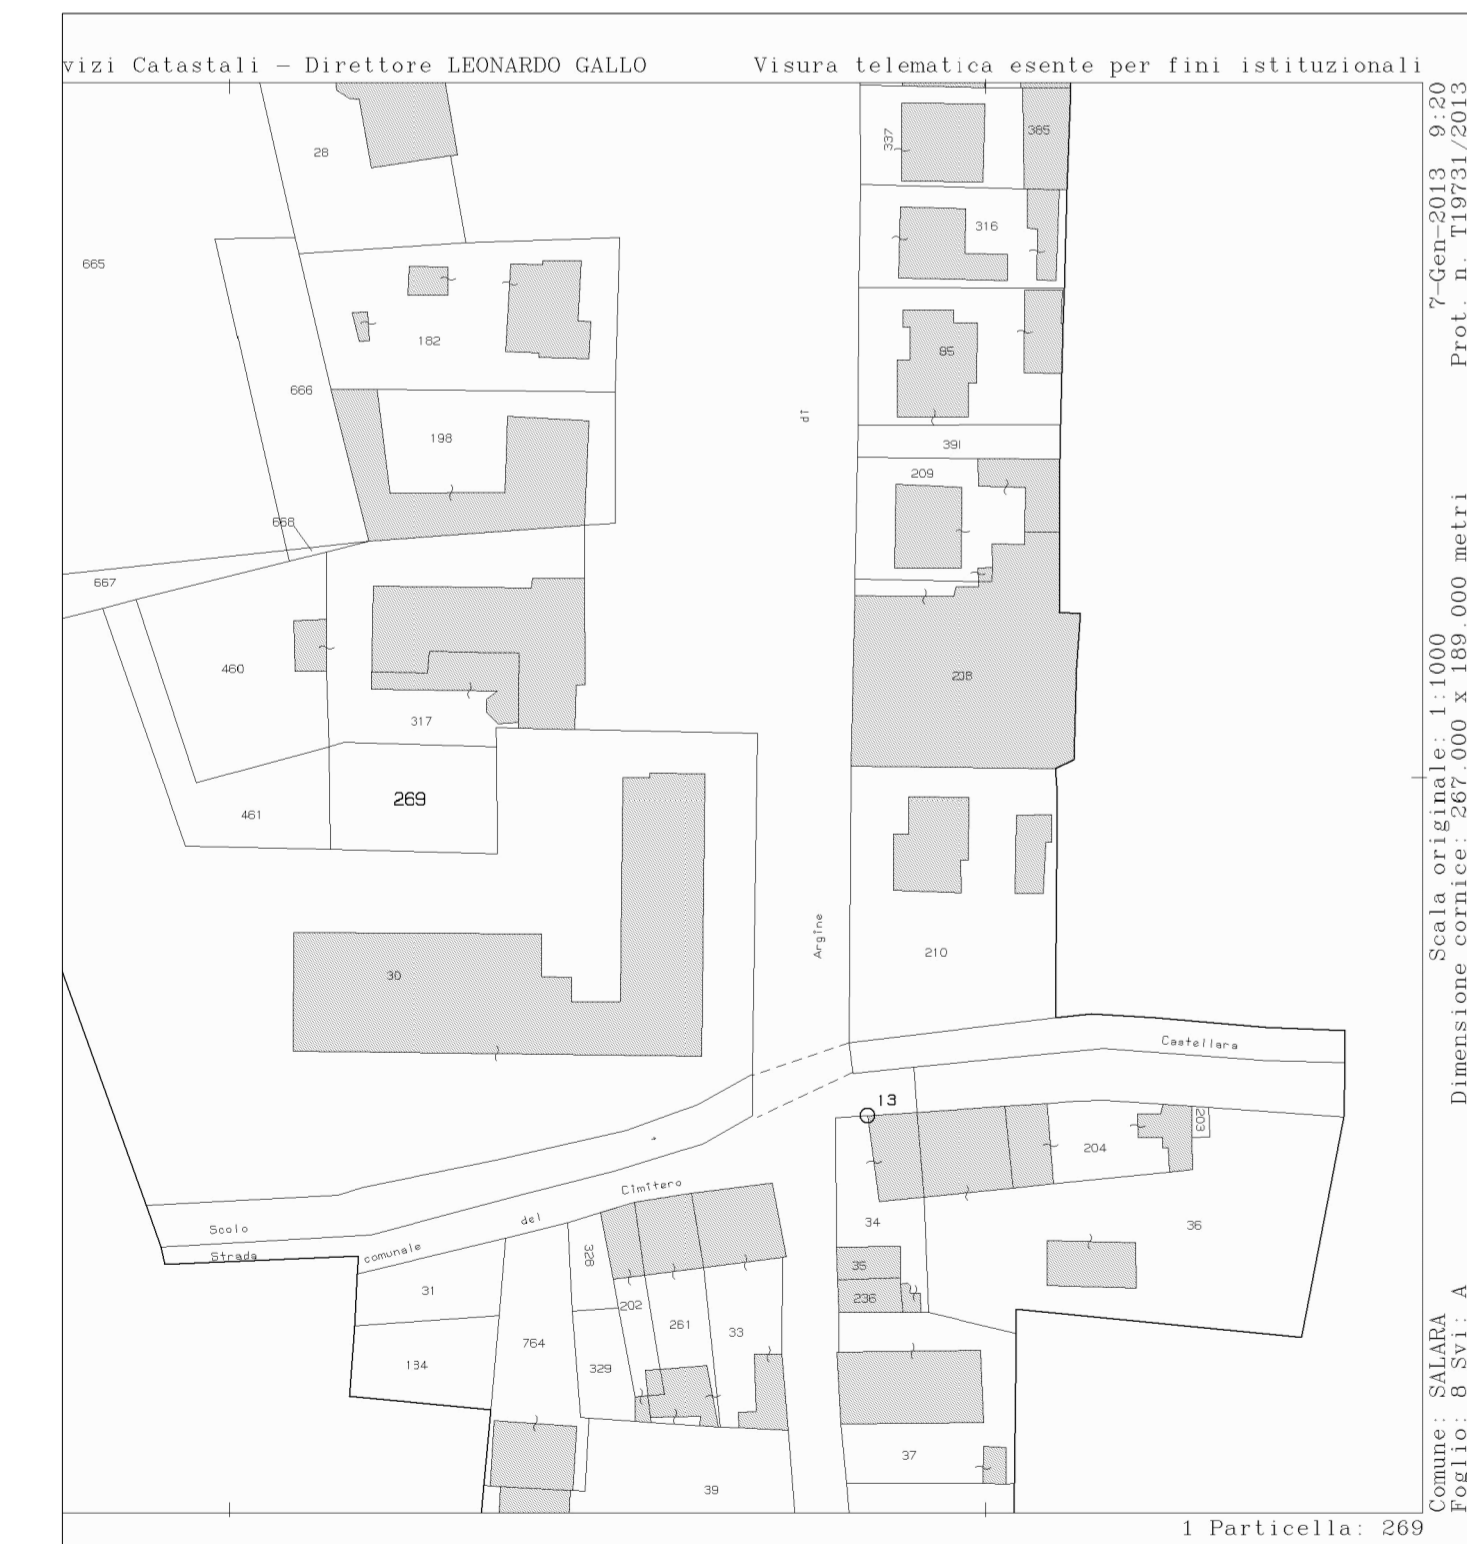 vizi Catastali - Direttore LEONARDO GALLO
Visura telematica esente per fini istituzionali
28
337
385
316
665
182
85
666
198
391
209
668
667
460
317
208
269
461
di
Argine
30
210
Castellara
13
203
204
Cimitero
34
36
Scolo
del
Strada
comunale
328
35
31
202
236
261
33
764
134
329
37
39
7-Gen-2013 9:20
Prot. n. T19731/2013
Scala originale: 1:1000
Dimensione cornice: 267.000 x 189.000 metri
Comune: SALARA
Foglio: 8 Svi: A
1 Particella: 269